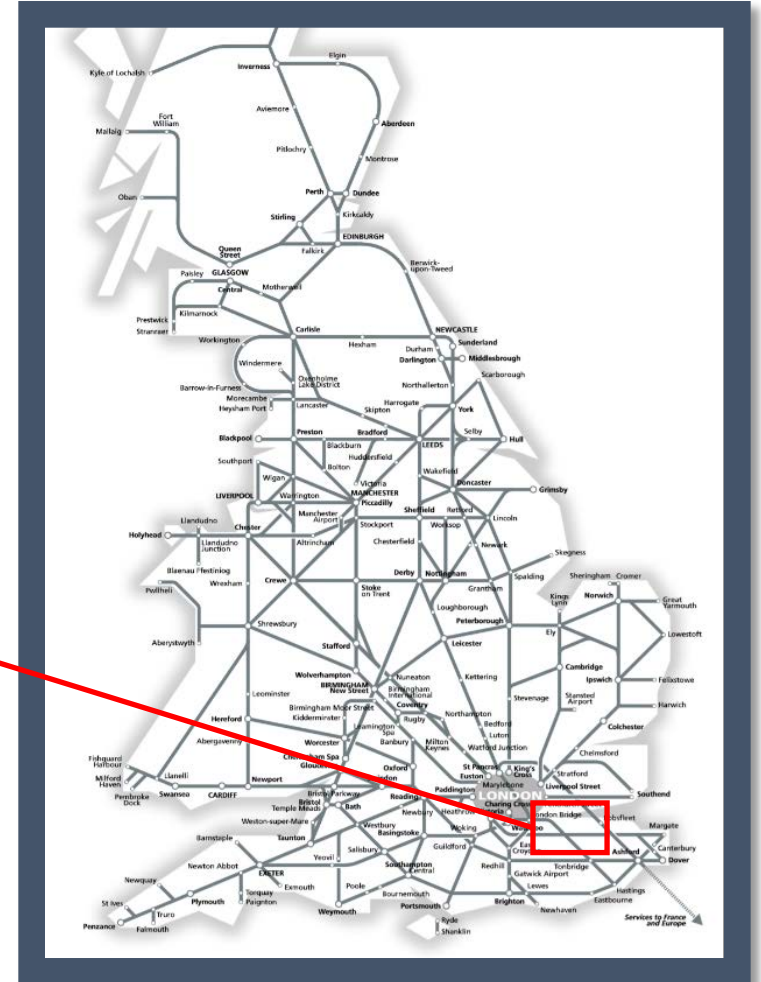 Elgin
Inverness
Kyle of Lochalsh
Aviemore
Fort
William
Aberdeen
Mallaig
Pitlochry
Montrose
Perth
Dundee
Oban
Stirling
Kirkcaldy
EDINBURGH
Queen
Street
Falkirk
Berwick-
upon-Tweed
Paisley
GLASGOW
Central
Motherwell
Kilmarnock
Prestwick
Stranraer
Carlisle
NEWCASTLE
Workington
Hexham
Sunderland
Durham
Darlington
Middlesbrough
Windermere
Oxenholme
Lake District
Scarborough
Barrow-in-Furness
Northallerton
Morecambe
Heysham Port
Lancaster
Harrogate
Skipton
York
Blackpool
Preston
Bradford
LEEDS
Selby
Hull
Blackburn
Huddersfield
Southport
Bolton
Wakefield
Wigan
Victoria
MANCHESTER
Piccadilly
Doncaster
Grimsby
LIVERPOOL
Warrington
Manchester
Airport
Sheffield
Retford
Llandudno
Chester
Stockport
Worksop
Lincoln
Holyhead
Llandudno
Junction
Altrincham
Chesterfield
Newark
Skegness
Blaenau Ffestiniog
Derby
Nottingham
Sheringham
Cromer
Pwllheli
Wrexham
Crewe
Stoke
on Trent
Grantham
Spalding
Kings
Lynn
Norwich
Great
Yarmouth
Loughborough
Peterborough
Shrewsbury
Ely
Lowestoft
Aberystwyth
Stafford
Leicester
Wolverhampton
BIRMINGHAM
New Street
Nuneaton
Birmingham
International
Kettering
Cambridge
Ipswich
Felixstowe
Leominster
Birmingham Moor Street
Coventry
Stevenage
Stansted
Airport
Harwich
Hereford
Kidderminster
Rugby
Northampton
Bedford
Colchester
Abergavenny
Worcester
Leamington
Spa
Banbury
Milton
Keynes
Luton
Watford Junction
Chelmsford
Fishguard
Harbour
Cheltenham Spa
Oxford
St Pancras
Euston
King's
Cross
Stratford
Milford
Haven
Llanelli
Newport
Marylebone
Liverpool Street
Pembroke
Dock
Swansea
CARDIFF
Bristol Parkway
Reading
Paddington
LONDON
Southend
Bristol
Temple Meads
Bath
Newbury
Heathrow
Charing Cross
London Bridge
Weston-super-Mare
Westbury
Basingstoke
Woking
Margate
Barnstaple
Taunton
Salisbury
Guildford
Canterbury
Newton Abbot
Yeovil
Southampton
Central
Redhill
Tonbridge
Ashford
Dover
Newquay
EXETER
Exmouth
Poole
Gatwick Airport
Hastings
St Ives
Plymouth
Torquay
Paignton
Bournemouth
Lewes
Eastbourne
Truro
Weymouth
Portsmouth
Brighton
Newhaven
Penzance
Falmouth
Ryde
Shanklin
Services to France
and Europe